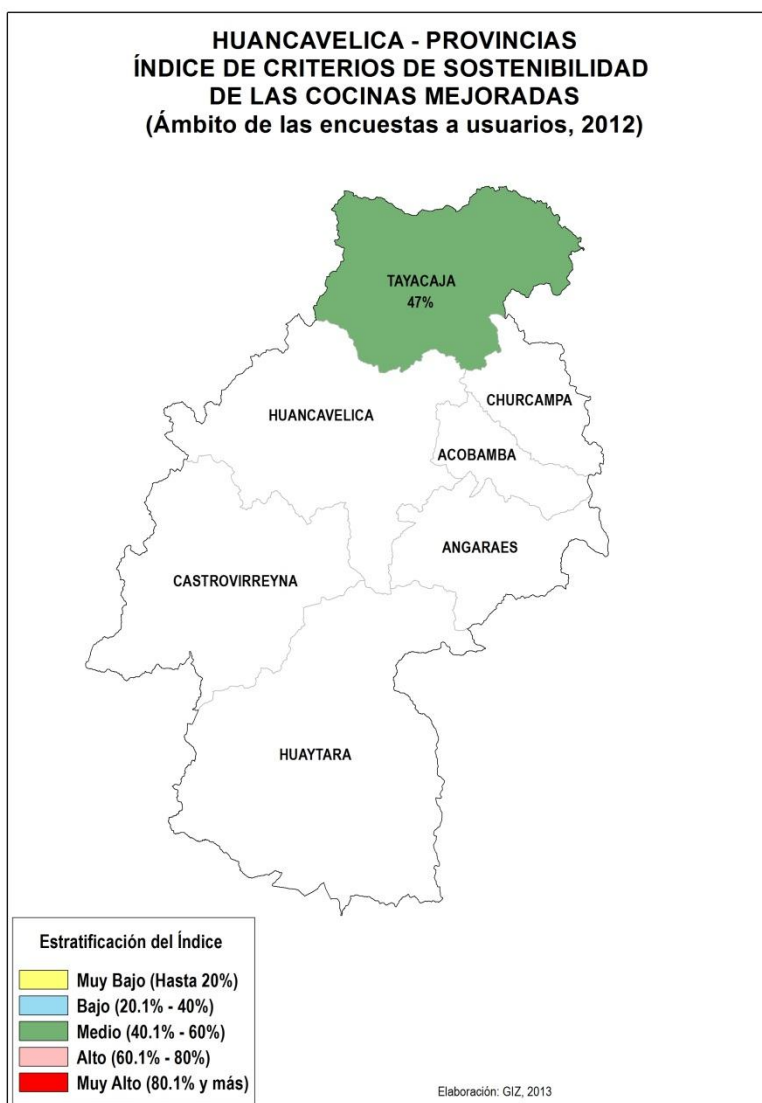 HUANCAVELICA - PROVINCIAS
ÍNDICE DE CRITERIOS DE SOSTENIBILIDAD
DE LAS COCINAS MEJORADAS
(Ámbito de las encuestas a usuarios, 2012)
TAYACAJA
47%
CHURCAMPA
HUANCAVELICA
ACOBAMBA
ANGARAES
CASTROVIRREYNA
HUAYTARA
Estratificación del Índice
Muy Bajo (Hasta 20%)
Bajo (20.1% - 40%)
Medio (40.1% - 60%)
Alto (60.1% - 80%)
Muy Alto (80.1% y más)
Elaboración: GIZ, 2013